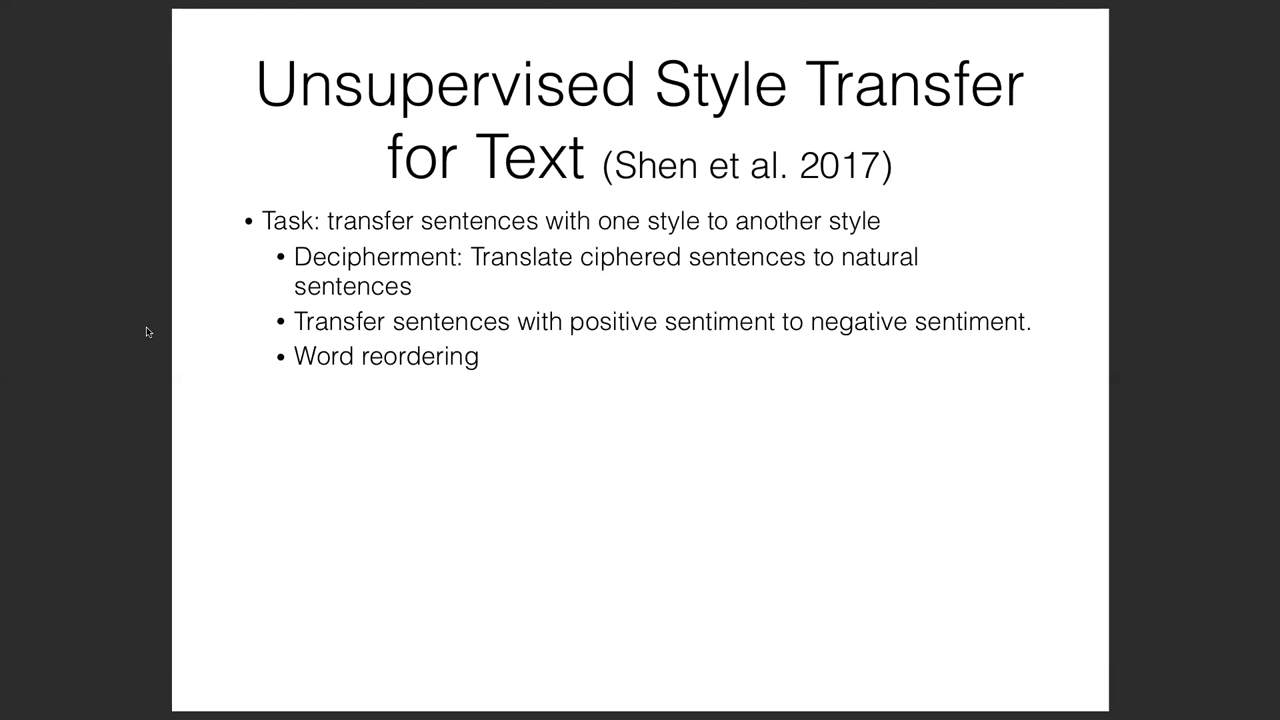 Unsupervised Style Transfer
for Text (Shen et al. 2017)
• Task: transfer sentences with one style to another style
• Decipherment: Translate ciphered sentences to natural
sentences
• Transfer sentences with positive sentiment to negative sentiment.
• Word reordering